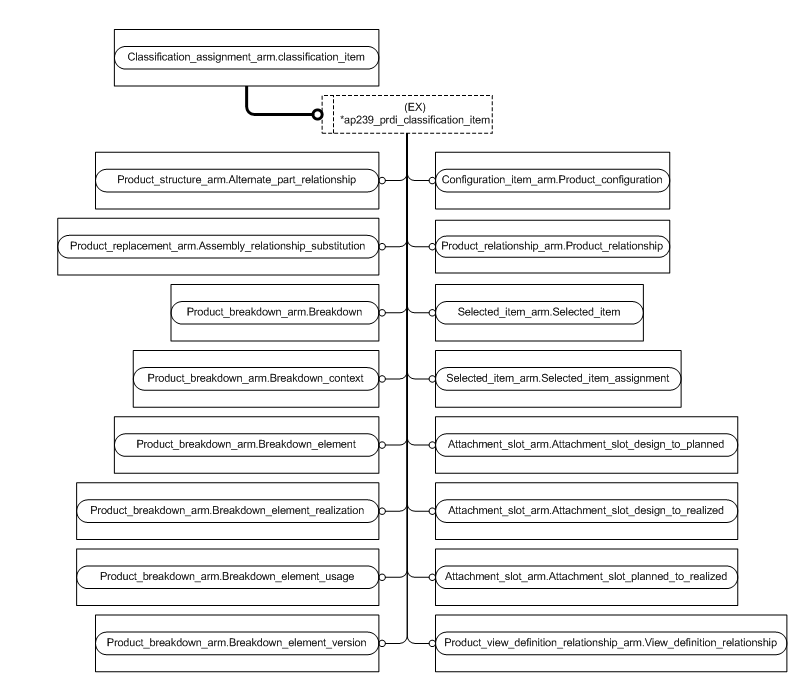 Classification_assignment_arm.classification_item
(EX)
*ap239_prdi_classification_item
Product_structure_arm.Alternate_part_relationship
Configuration_item_arm.Product_configuration
Product_replacement_arm.Assembly_relationship_substitution
Product_relationship_arm.Product_relationship
Product_breakdown_arm.Breakdown
Selected_item_arm.Selected_item
Product_breakdown_arm.Breakdown_context
Selected_item_arm.Selected_item_assignment
Product_breakdown_arm.Breakdown_element
Attachment_slot_arm.Attachment_slot_design_to_planned
Product_breakdown_arm.Breakdown_element_realization
Attachment_slot_arm.Attachment_slot_design_to_realized
Product_breakdown_arm.Breakdown_element_usage
Attachment_slot_arm.Attachment_slot_planned_to_realized
Product_breakdown_arm.Breakdown_element_version
Product_view_definition_relationship_arm.View_definition_relationship